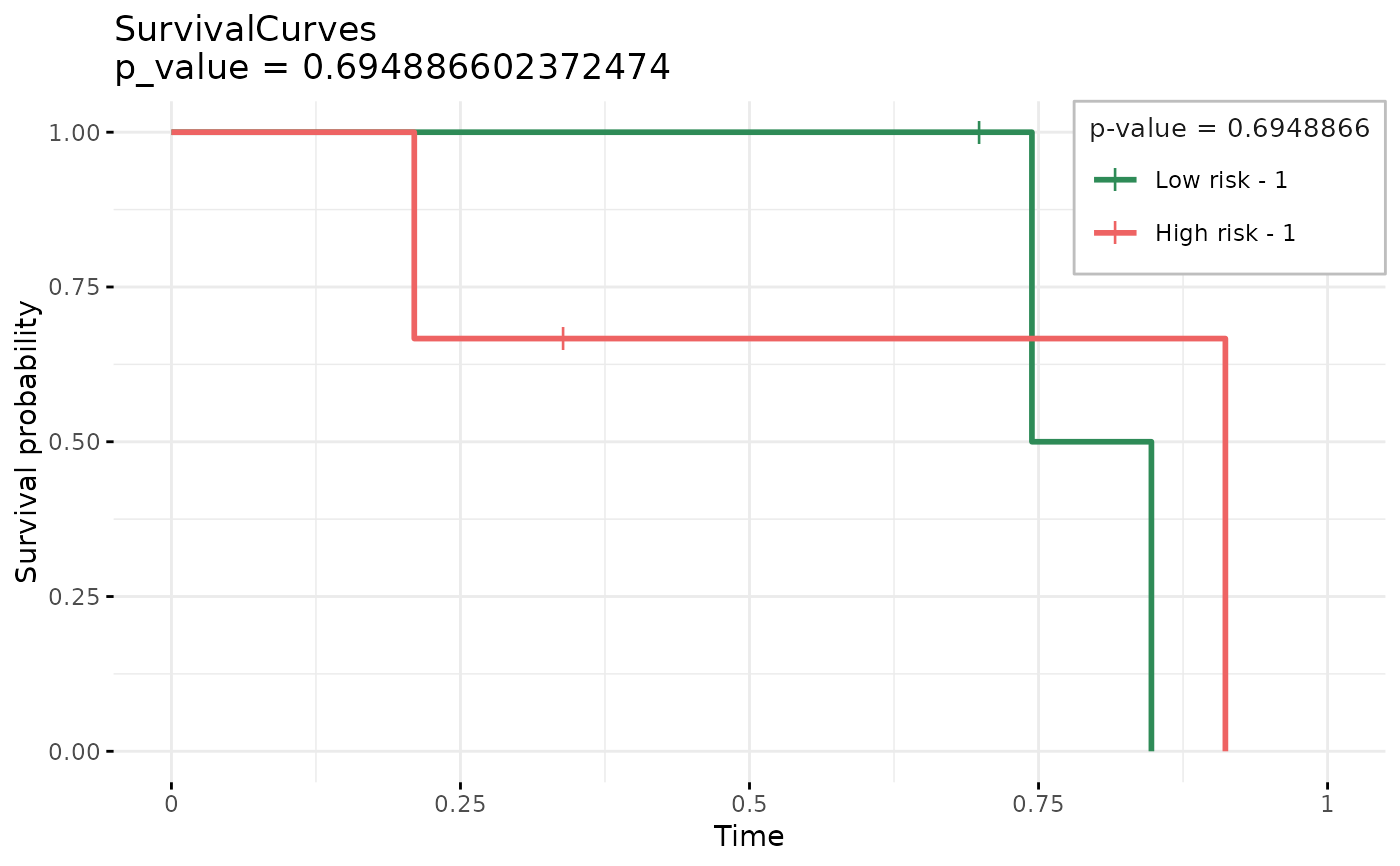 SurvivalCurves
p_value = 0.694886602372474
p-value = 0.6948866
Low risk - 1
High risk - 1
Survival probability
1.00
0.75
0.50
0.25
0.00
0
0.25
0.5
0.75
1
Time